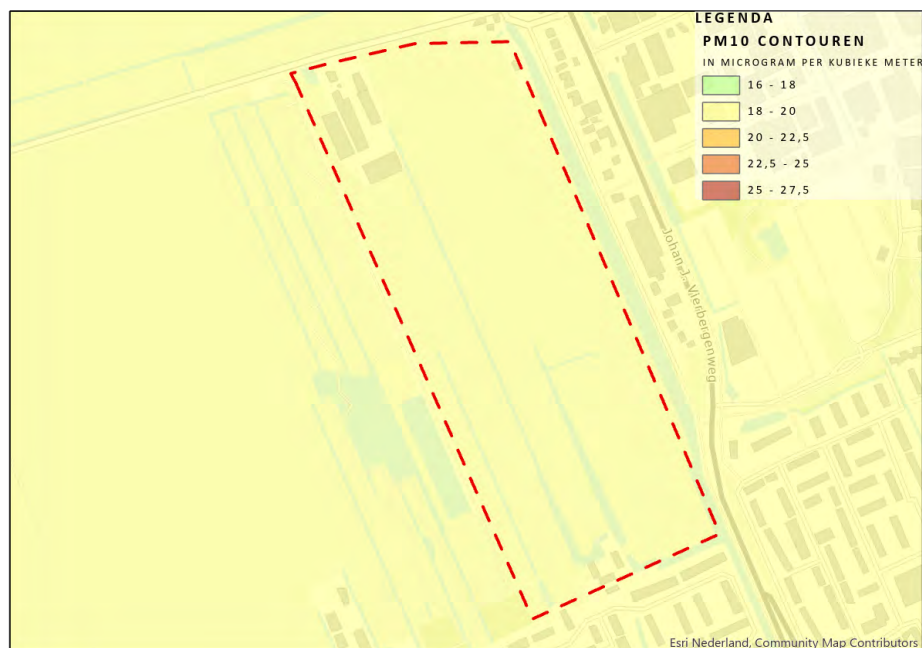 LEGENDA
PM10 CONTOUREN
IN MICROGRAM PER KUBIEKE METER
16 - 18
18 - 20
20 - 22,5
22,5 - 25
25 - 27,5
Johan J. Vierbergenweg
Esri Nederland, Community Map Contributors